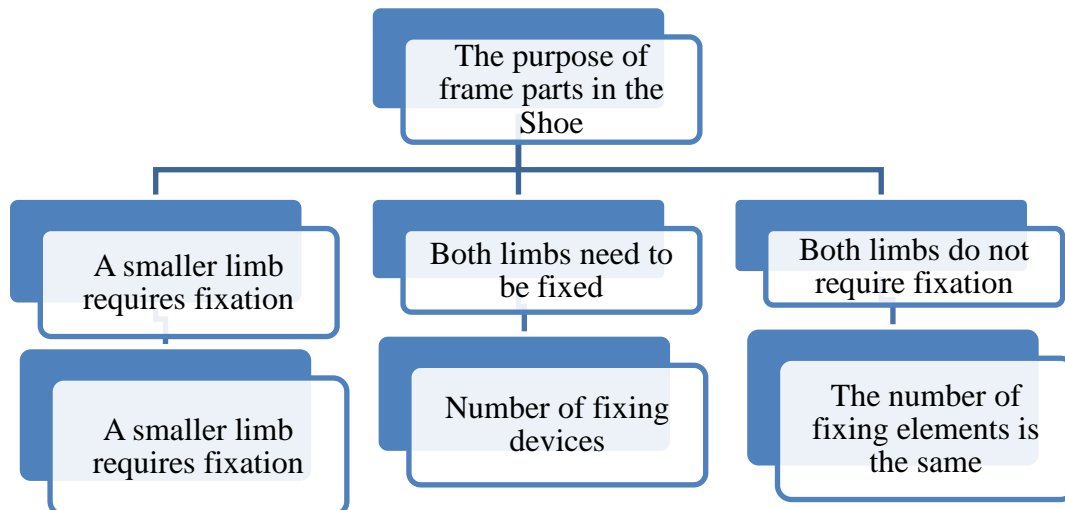 The purpose of
frame parts in the
Shoe
A smaller limb
requires fixation
Both limbs need to
be fixed
Both limbs do not
require fixation
A smaller limb
requires fixation
Number of fixing
devices
The number of
fixing elements is
the same